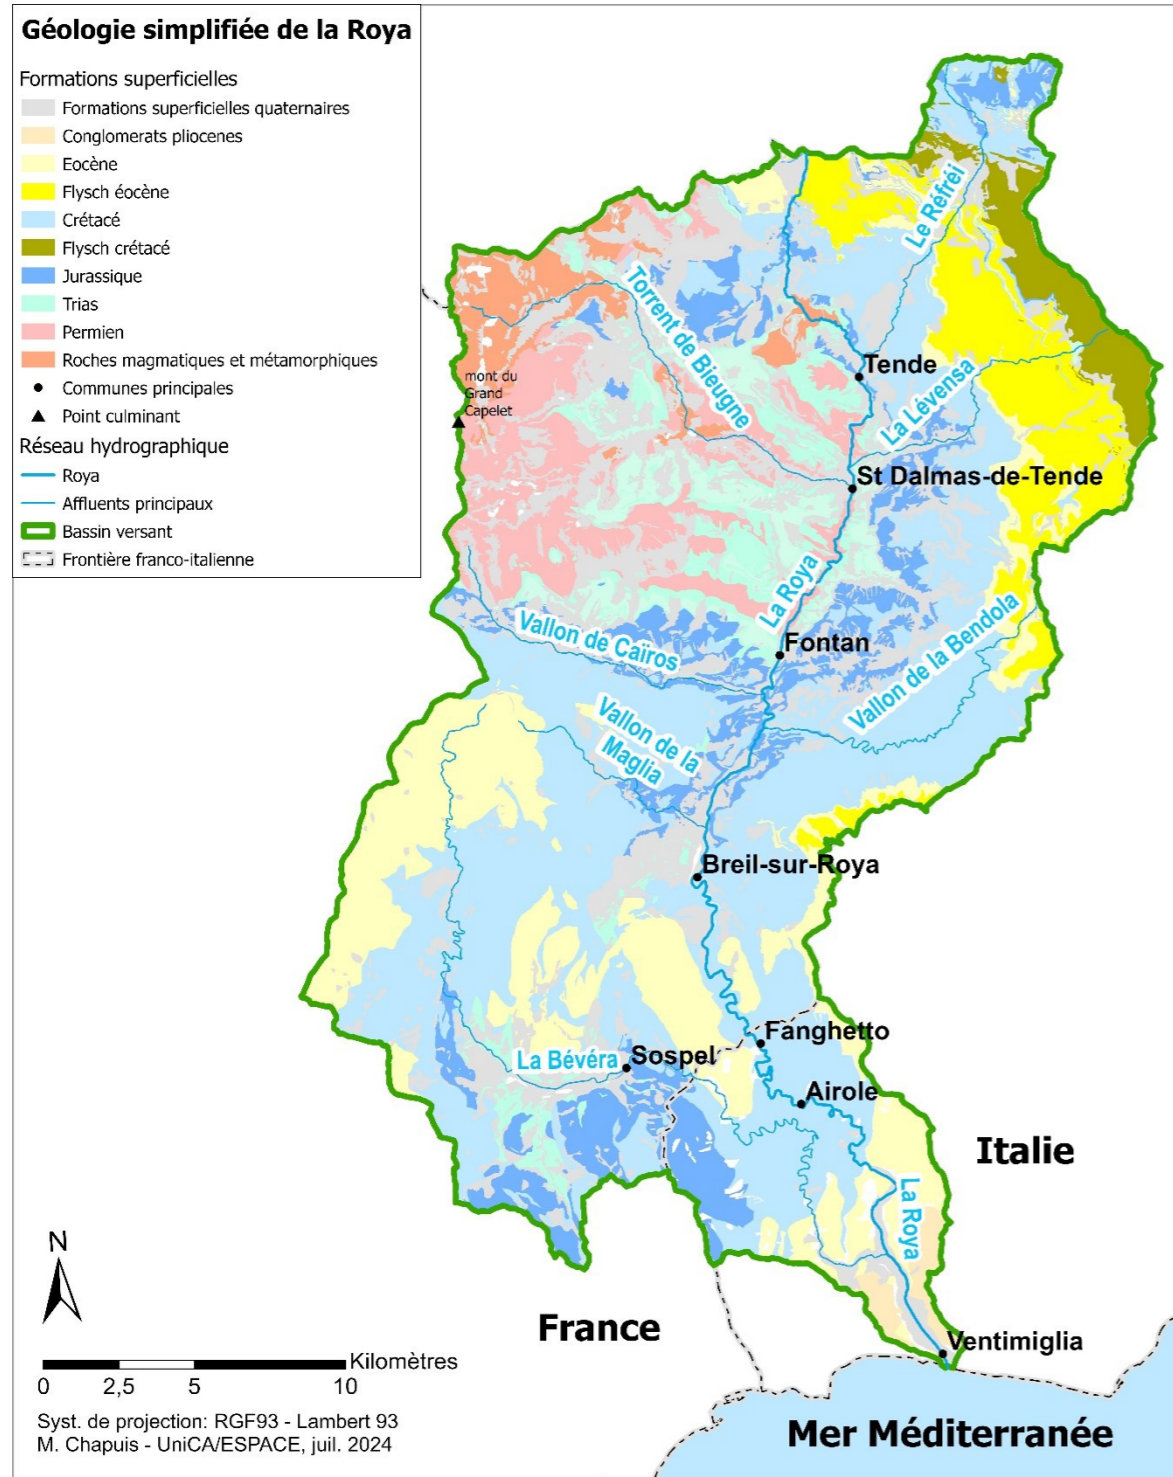 Géologie simplifiée de la Roya
Formations superficielles
Formations superficielles quaternaires
Conglomerats pliocenes
Eocène
Flysch éocène
Crétacé
Flysch crétacé
Jurassique
Trias
Permien
Roches magmatiques et métamorphiques
Communes principales
Point culminant
Réseau hydrographique
Roya
Affluents principaux
Bassin versant
Frontière franco-italienne
Le Réfréi
Torrent de Bieugne
Tende
mont du
Grand
Capelet
La Lévensa
St Dalmas-de-Tende
La Roya
Vallon de Caïros
Fontan
Vallon de la Bendola
Vallon de la
Maglia
Breil-sur-Roya
Fanghetto
La Bévéra
Sospel
Airole
Italie
La Roya
N
France
Ventimiglia
Kilomètres
0 2,5 5 10
Syst. de projection: RGF93 - Lambert 93
M. Chapuis - UniCA/ESPACE, juil. 2024
Mer Méditerranée